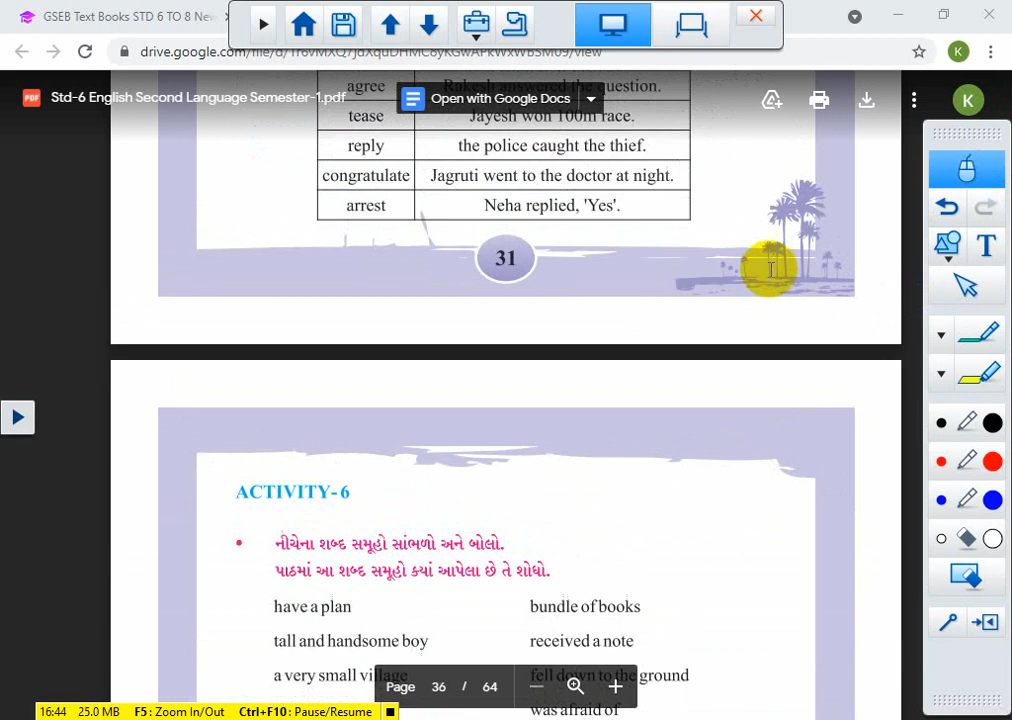 GSEB Text Books STD 6 TO 8 New
drive.google.com/file/d/
K
Std-6 English Second Language Semester-1.pdf
Open with Google Docs
K
agree Rakesh answered the question.
tease Jayesh won 100m race.
reply the police caught the thief.
congratulate Jagruti went to the doctor at night.
arrest Neha replied, 'Yes'.
31
ACTIVITY-6
• નીચેના શબ્દ સમૂહો સાંભળો અને બોલો.
પાઠમાં આ શબ્દ સમૂહો ક્યાં આપેલા છે તે શોધો.
have a plan bundle of books
tall and handsome boy received a note
a very small village fell down to the ground
was afraid of
Page 36 / 64
T
16:44 25.0 MB F5: Zoom In/Out Ctrl+F10: Pause/Resume